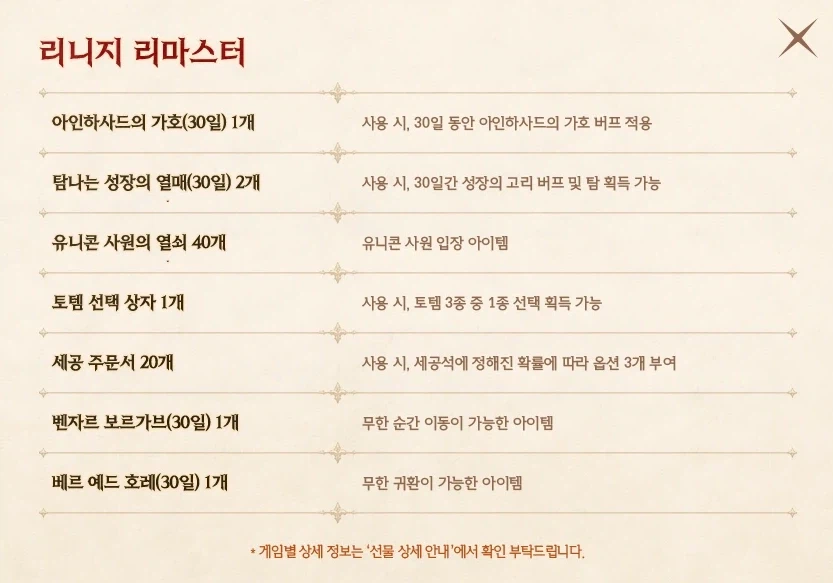 리니지 리마스터
아인하사드의 가호(30일) 1개
사용 시, 30일 동안 아인하사드의 가호 버프 적용
탐나는 성장의 열매(30일) 2개
사용 시, 30일간 성장의 고리 버프 및 탐 획득 가능
유니콘 사원의 열쇠 40개
유니콘 사원 입장 아이템
토템 선택 상자 1개
사용 시, 토템 3종 중 1종 선택 획득 가능
세공 주문서 20개
사용 시, 세공석에 정해진 확률에 따라 옵션 3개 부여
벤자르 보르가브(30일) 1개
무한 순간 이동이 가능한 아이템
베르 예드 호레(30일) 1개
무한 귀환이 가능한 아이템
* 게임별 상세 정보는 '선물 상세 안내'에서 확인 부탁드립니다.